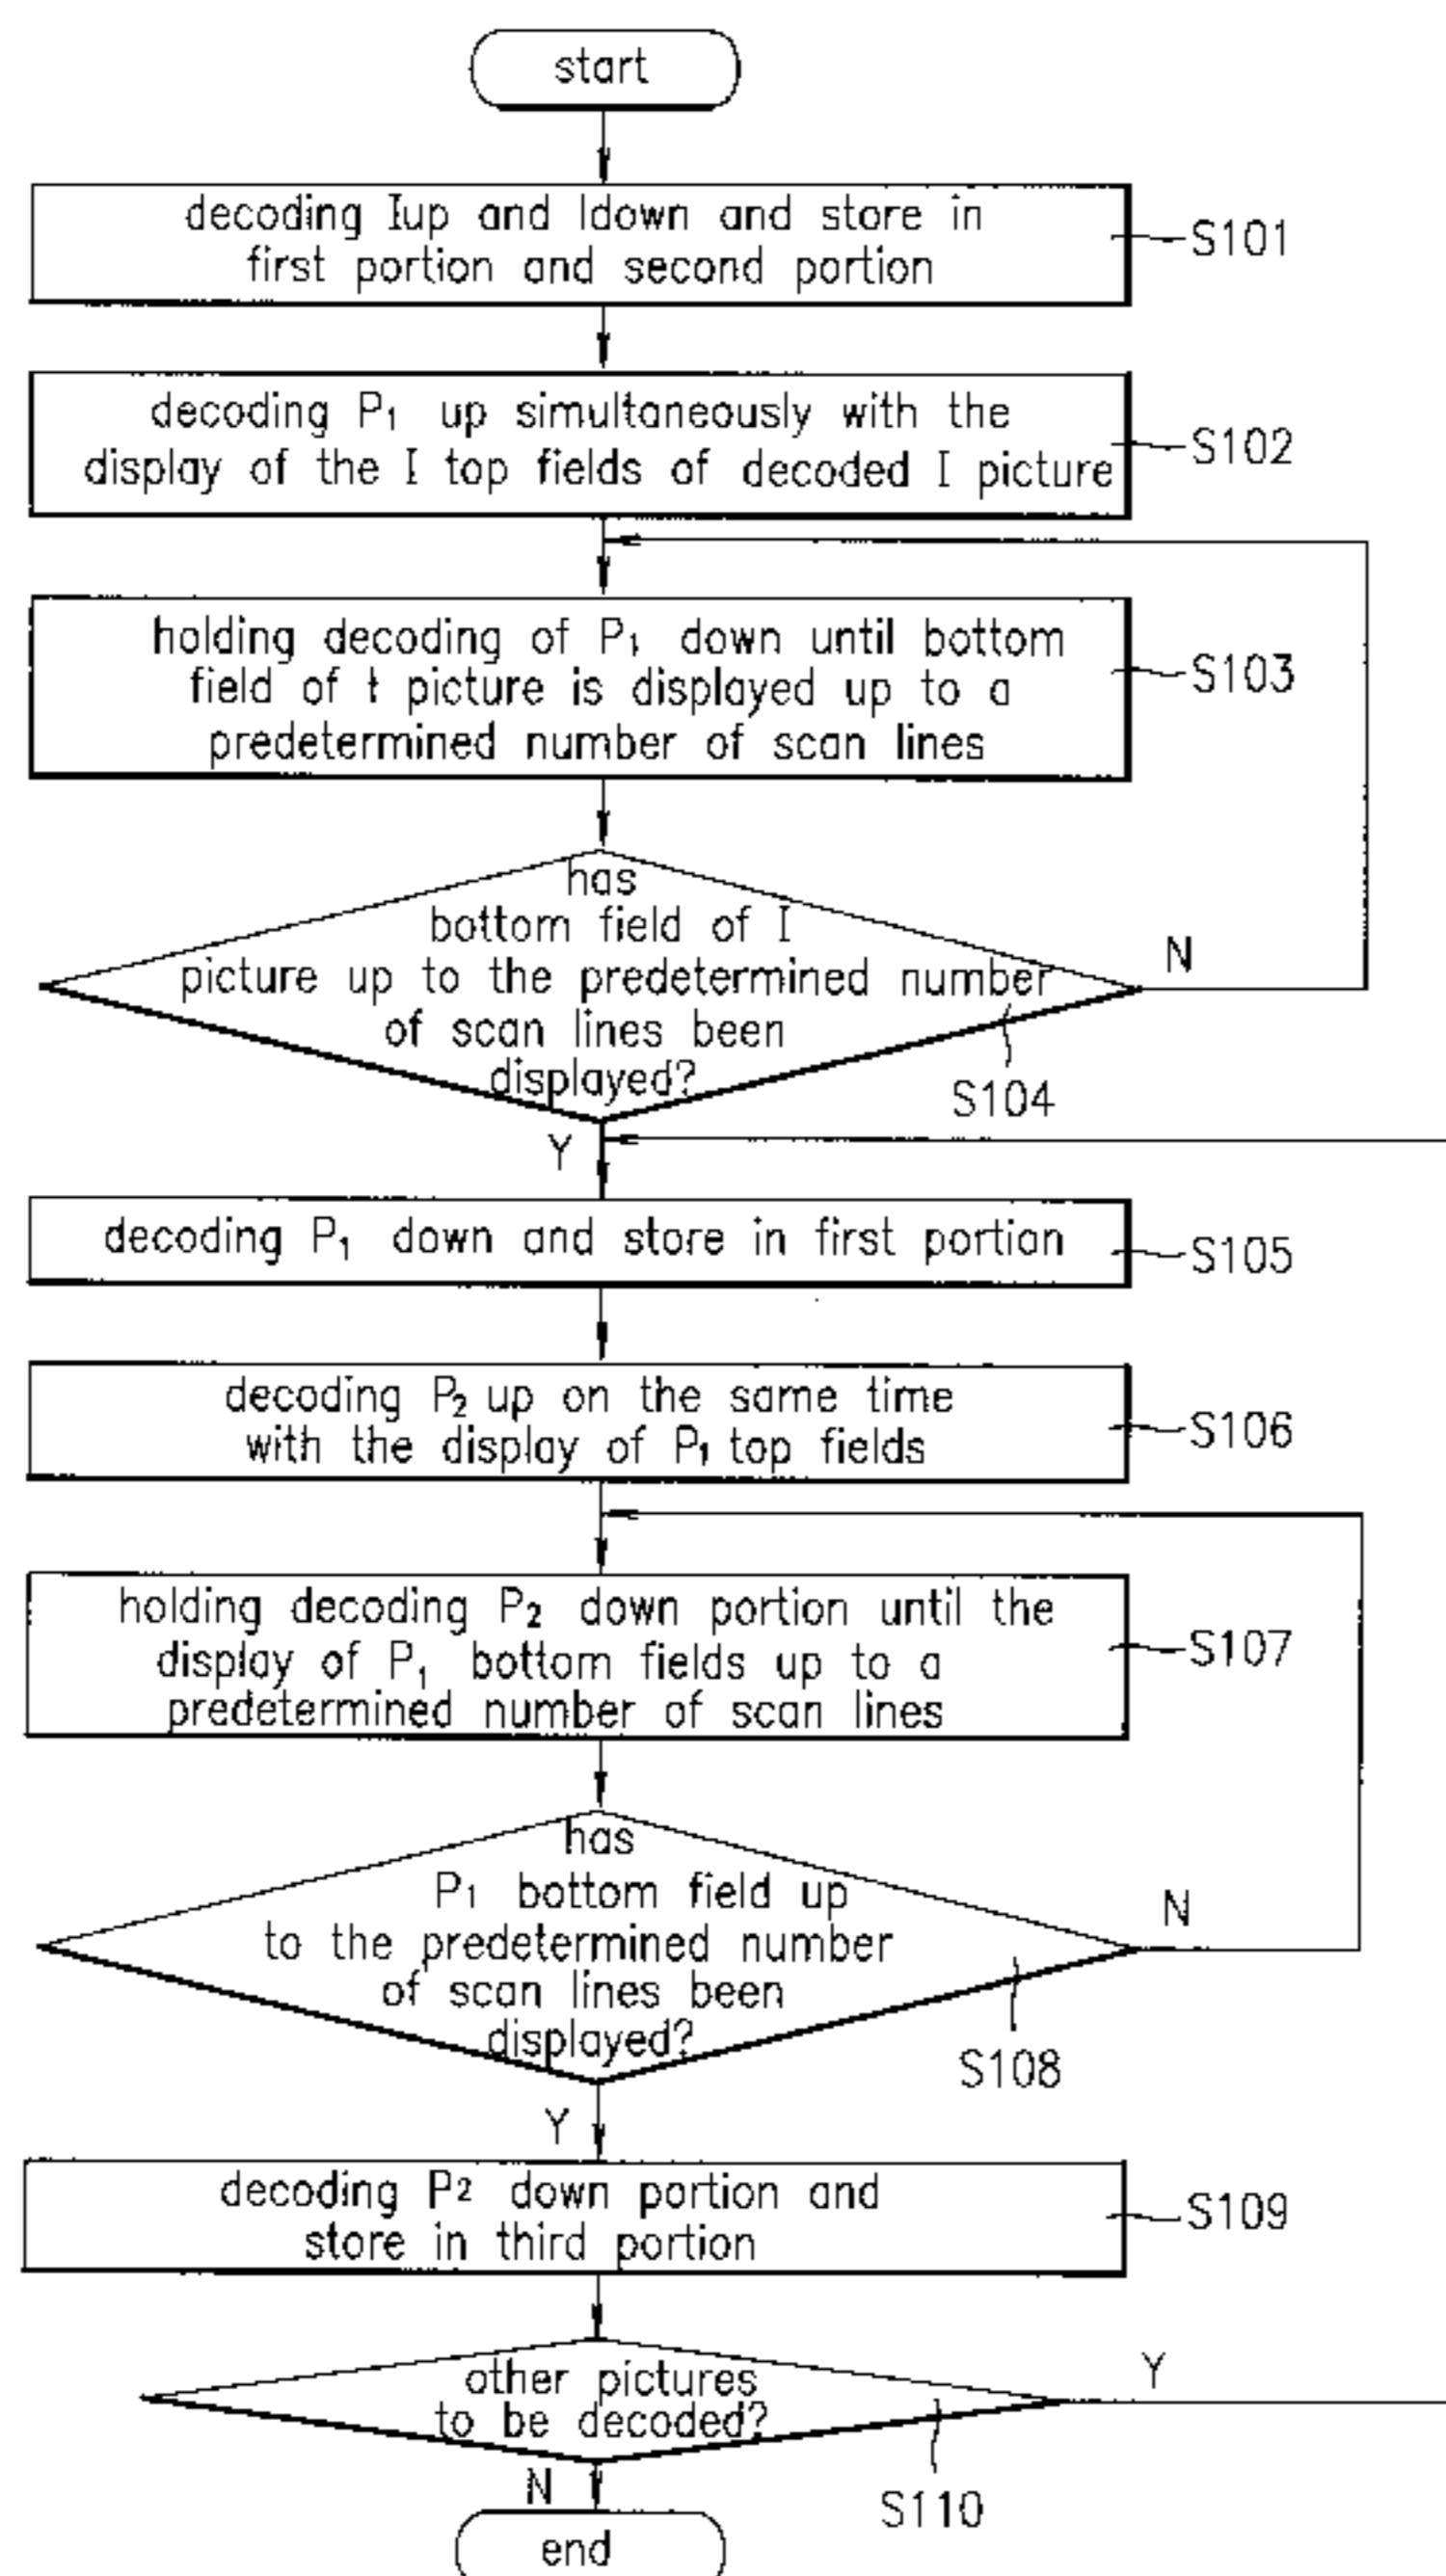 start
decoding Iup and Idown and store in
first portion and second portion
S101
decoding P₁ up simultaneously with the
display of the I top fields of decoded I picture
S102
holding decoding of P₁ down until bottom
field of I picture is displayed up to a
predetermined number of scan lines
S103
has
bottom field of I
picture up to the predetermined number
of scan lines been
displayed?
N
S104
Y
decoding P₁ down and store in first portion
S105
decoding P₂ up on the same time
with the display of P₁ top fields
S106
holding decoding P₂ down portion until the
display of P₁ bottom fields up to a
predetermined number of scan lines
S107
has
P₁ bottom field up
to the predetermined number
of scan lines been
displayed?
N
S108
Y
decoding P₂ down portion and
store in third portion
S109
other pictures
to be decoded?
Y
N
S110
end